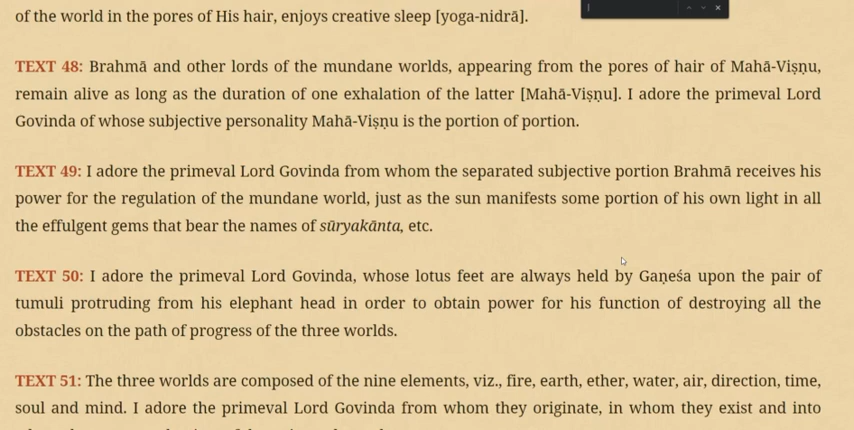 of the world in the pores of His hair, enjoys creative sleep [yoga-nidrā].
TEXT 48: Brahmā and other lords of the mundane worlds, appearing from the pores of hair of Mahā-Viṣṇu,
remain alive as long as the duration of one exhalation of the latter [Mahā-Viṣṇu]. I adore the primeval Lord
Govinda of whose subjective personality Mahā-Viṣṇu is the portion of portion.
TEXT 49: I adore the primeval Lord Govinda from whom the separated subjective portion Brahmā receives his
power for the regulation of the mundane world, just as the sun manifests some portion of his own light in all
the effulgent gems that bear the names of sūryakānta, etc.
TEXT 50: I adore the primeval Lord Govinda, whose lotus feet are always held by Gaṇeśa upon the pair of
tumuli protruding from his elephant head in order to obtain power for his function of destroying all the
obstacles on the path of progress of the three worlds.
TEXT 51: The three worlds are composed of the nine elements, viz., fire, earth, ether, water, air, direction, time,
soul and mind. I adore the primeval Lord Govinda from whom they originate, in whom they exist and into